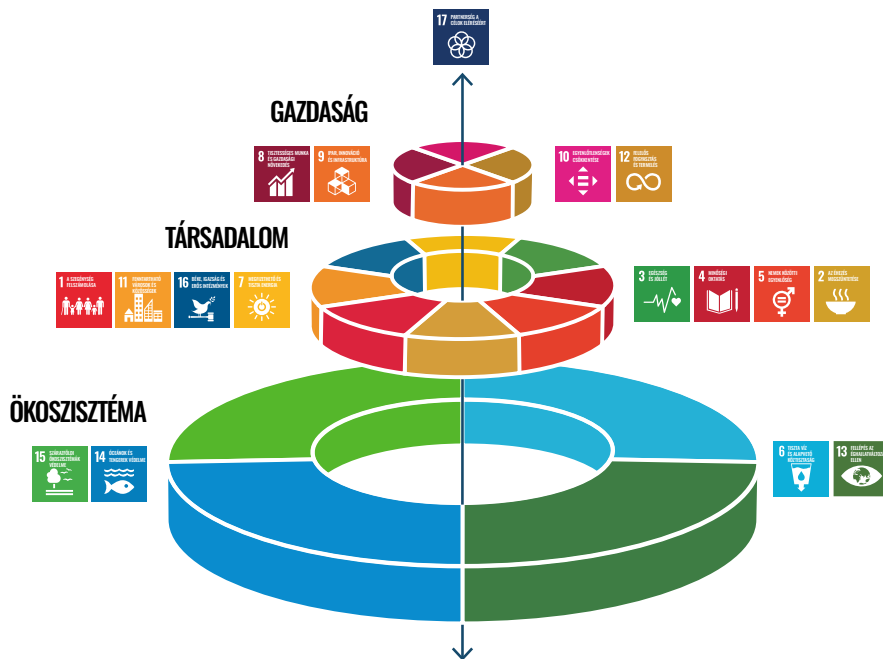 17 PARTNERSÉG A
CÉLOK ELÉRÉSÉÉRT
GAZDASÁG
8 TISZTESSÉGES MUNKA
ÉS GAZDASÁGI
NÖVEKEDÉS
9 IPAR, INNOVÁCIÓ
ÉS INFRASTRUKTÚRA
10 EGYENLŐTLENSÉGEK
CSÖKKENTÉSE
12 FELELŐS
FOGYASZTÁS
ÉS TERMELÉS
TÁRSADALOM
1 A SZEGÉNYSÉG
FELSZÁMOLÁSA
11 FENNTARTHATÓ
VÁROSOK ÉS
KÖZÖSSÉGEK
16 BÉKE, IGAZSÁG ÉS
ERŐS INTÉZMÉNYEK
7 MEGFIZETHETŐ ÉS
TISZTA ENERGIA
3 EGÉSZSÉG
ÉS JÓLLÉT
4 MINŐSÉGI
OKTATÁS
5 NEMEK KÖZÖTTI
EGYENLŐSÉG
2 AZ ÉHEZÉS
MEGSZÜNTETÉSE
ÖKOSZISZTÉMA
15 SZÁRAZFÖLDI
ÖKOSZISZTÉMÁK
VÉDELME
14 ÓCEÁNOK ÉS
TENGEREK VÉDELME
6 TISZTA VÍZ
ÉS ALAPVETŐ
KÖZTISZTASÁG
13 FELLÉPÉS AZ
ÉGHAJLATVÁLTOZÁS
ELLEN